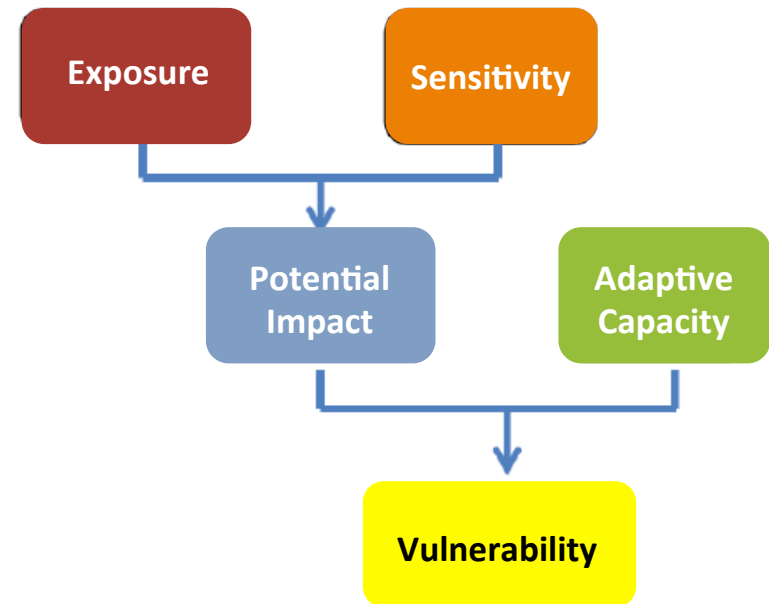 Exposure
Sensitivity
Potential
Impact
Adaptive
Capacity
Vulnerability